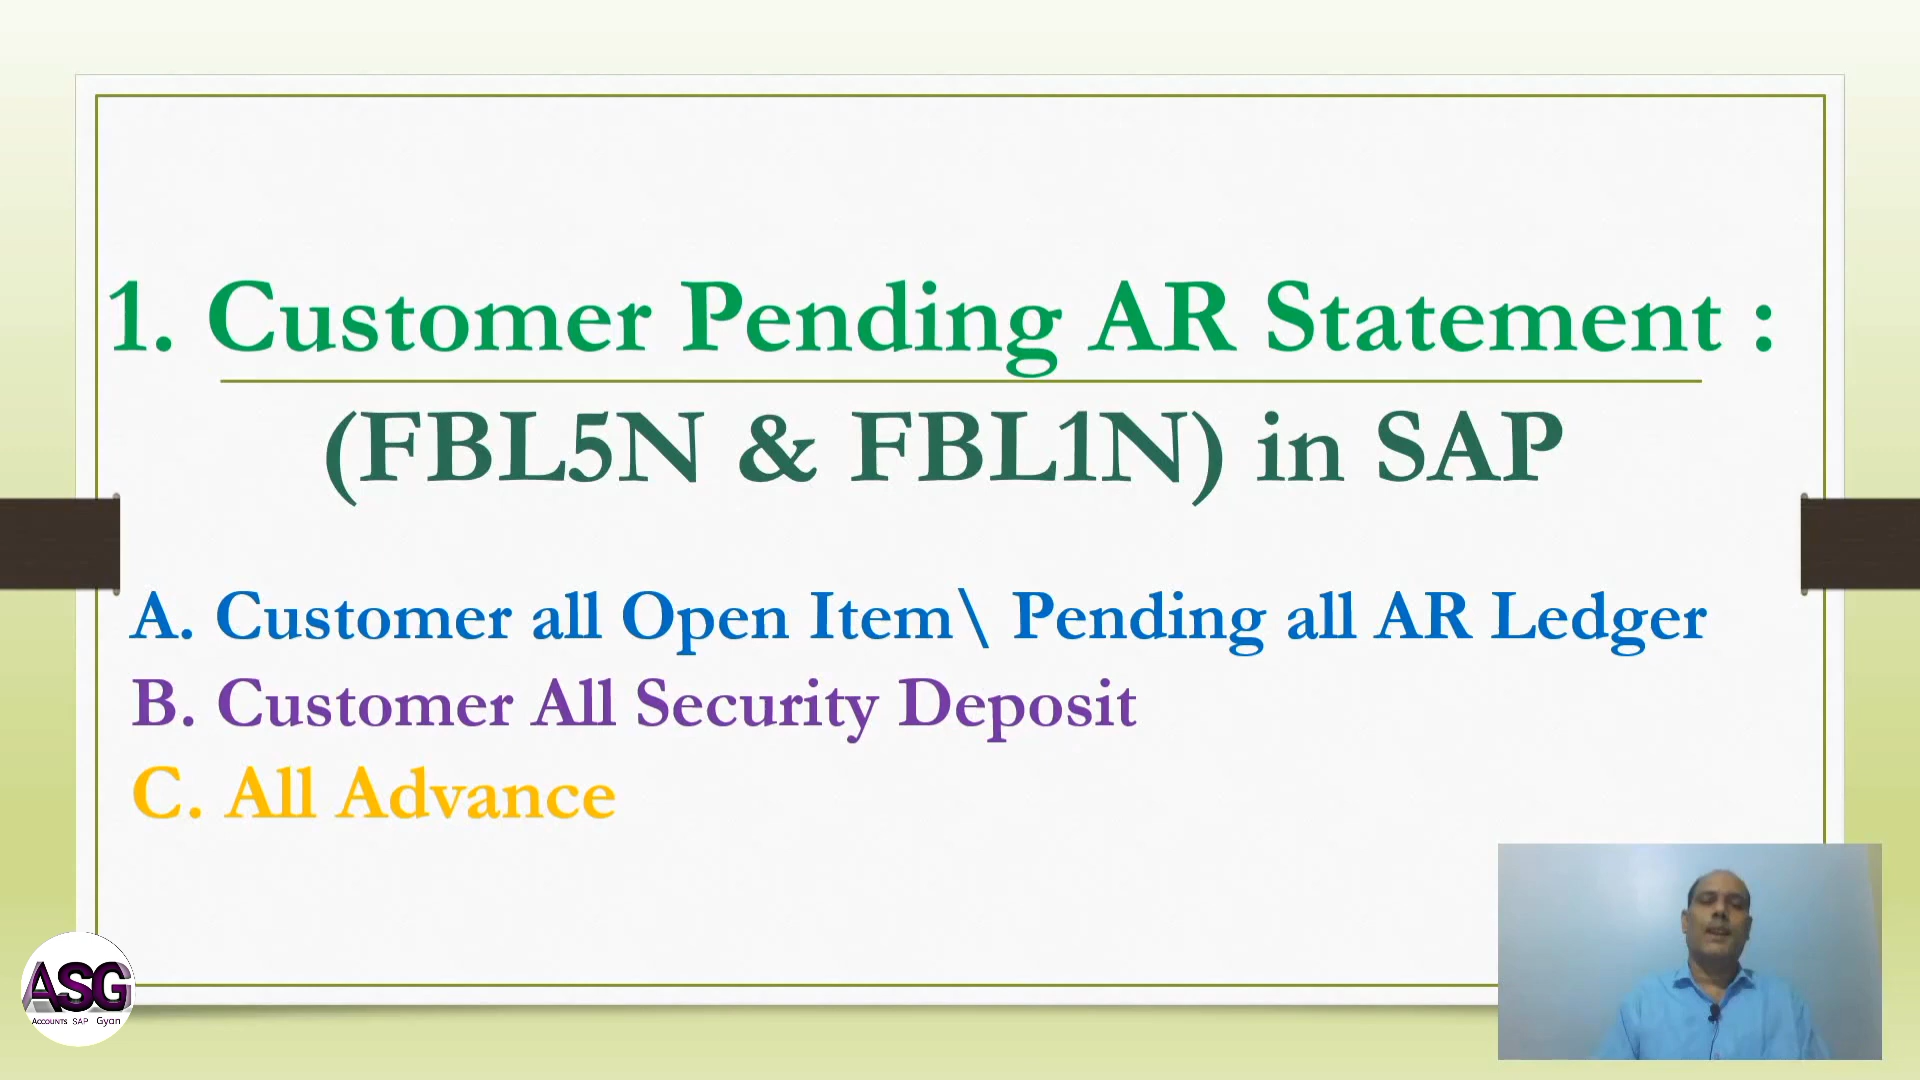 1. Customer Pending AR Statement :
(FBL5N & FBL1N) in SAP
A. Customer all Open Item\ Pending all AR Ledger
B. Customer All Security Deposit
C. All Advance
ASG
Accounts SAP Gyan